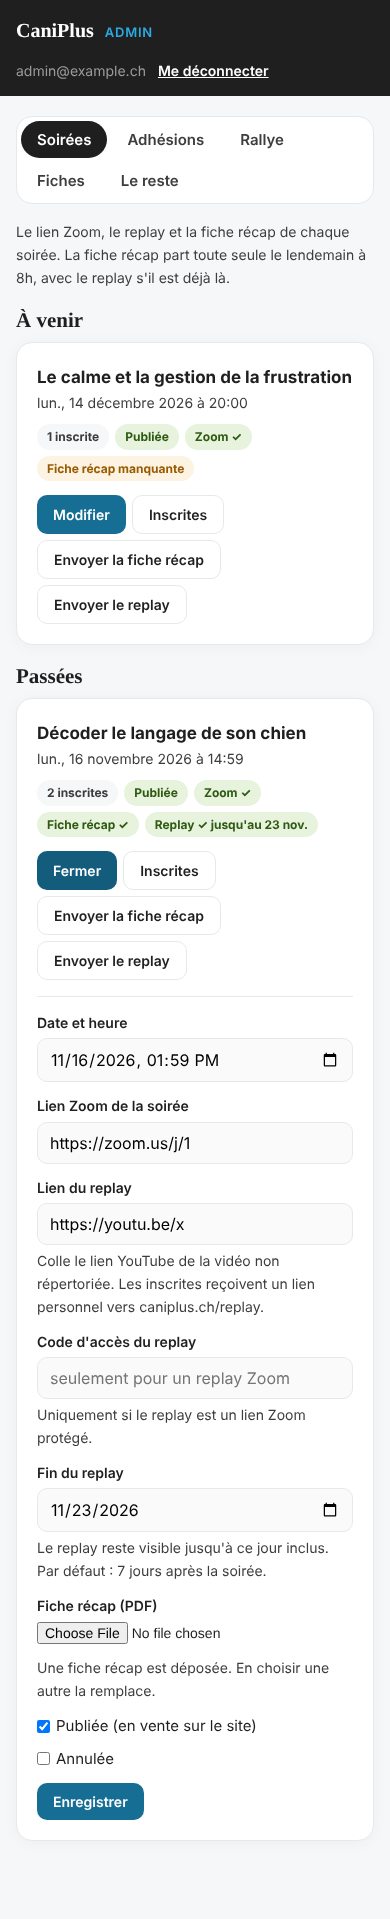 CaniPlus ADMIN
admin@example.ch Me déconnecter
Soirées Adhésions Rallye
Fiches Le reste
Le lien Zoom, le replay et la fiche récap de chaque
soirée. La fiche récap part toute seule le lendemain à
8h, avec le replay s'il est déjà là.
À venir
Le calme et la gestion de la frustration
lun., 14 décembre 2026 à 20:00
1 inscrite Publiée Zoom ✓
Fiche récap manquante
Modifier Inscrites
Envoyer la fiche récap
Envoyer le replay
Passées
Décoder le langage de son chien
lun., 16 novembre 2026 à 14:59
2 inscrites Publiée Zoom ✓
Fiche récap ✓ Replay ✓ jusqu'au 23 nov.
Fermer Inscrites
Envoyer la fiche récap
Envoyer le replay
Date et heure
11/16/2026, 01:59 PM
Lien Zoom de la soirée
https://zoom.us/j/1
Lien du replay
https://youtu.be/x
Colle le lien YouTube de la vidéo non
répertoriée. Les inscrites reçoivent un lien
personnel vers caniplus.ch/replay.
Code d'accès du replay
seulement pour un replay Zoom
Uniquement si le replay est un lien Zoom
protégé.
Fin du replay
11/23/2026
Le replay reste visible jusqu'à ce jour inclus.
Par défaut : 7 jours après la soirée.
Fiche récap (PDF)
Choose File No file chosen
Une fiche récap est déposée. En choisir une
autre la remplace.
Publiée (en vente sur le site)
Annulée
Enregistrer